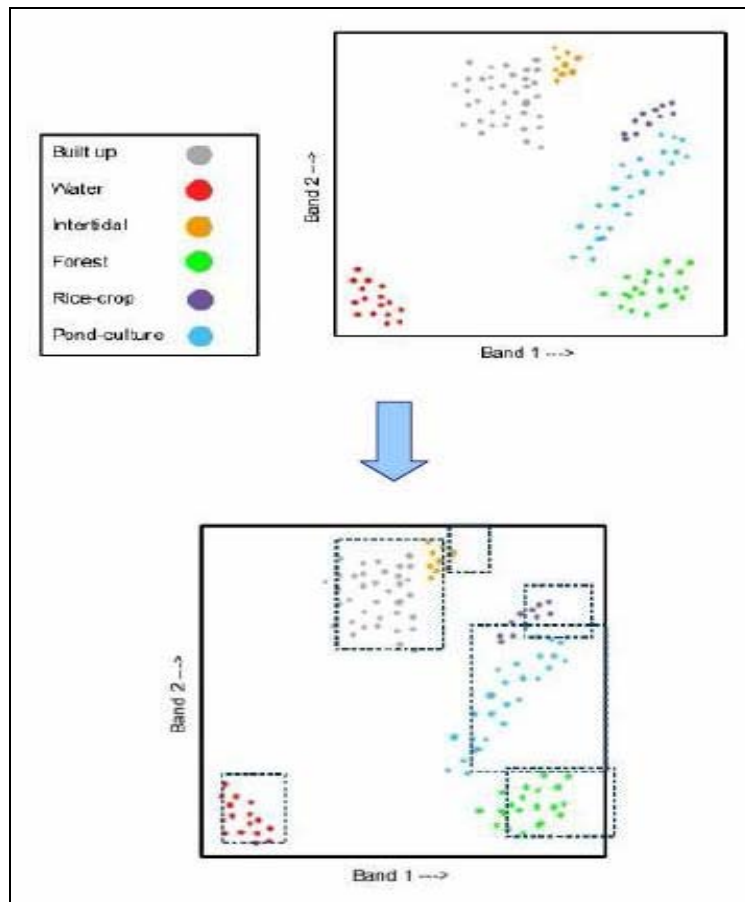 Built up
Water
Intertidal
Forest
Rice-crop
Pond-culture
Band 2 --->
Band 1 --->
Band 2 --->
Band 1 --->